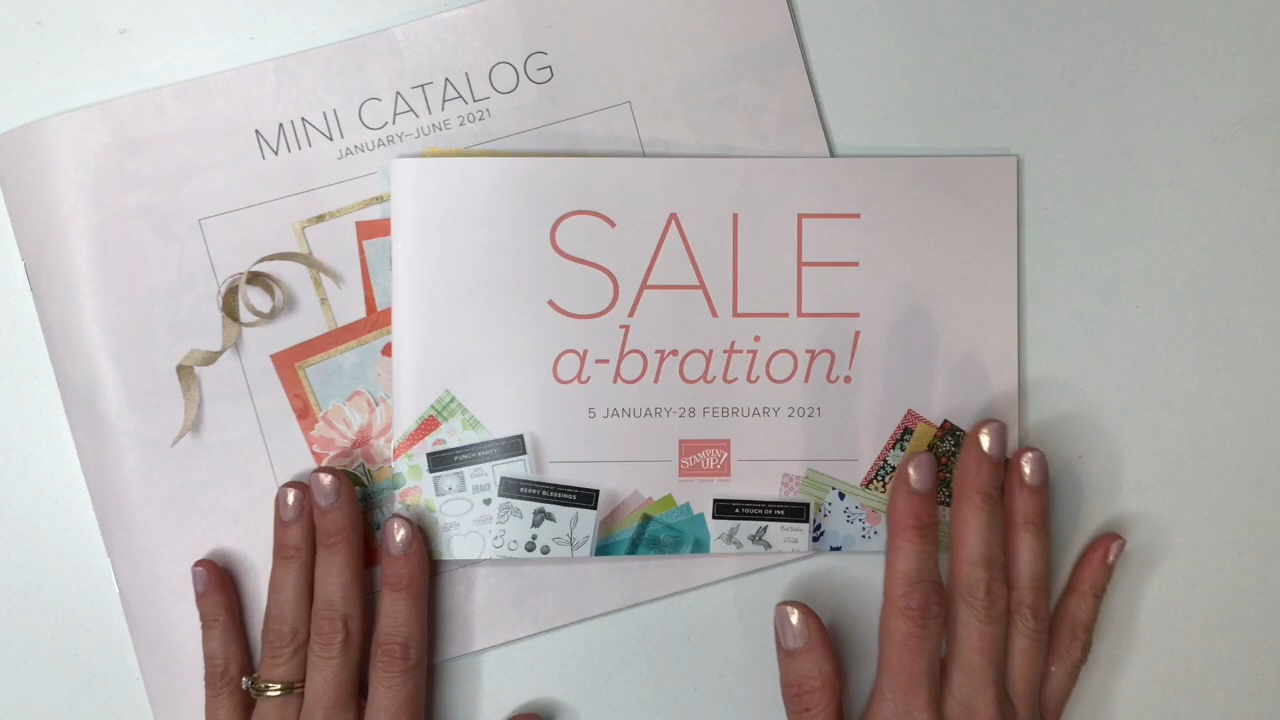 MINI CATALOG
JANUARY–JUNE 2021
SALE
a-bration!
5 JANUARY-28 FEBRUARY 2021
STAMPIN' UP!
PUNCH PARTY
BERRY BLESSINGS
A TOUCH OF INK